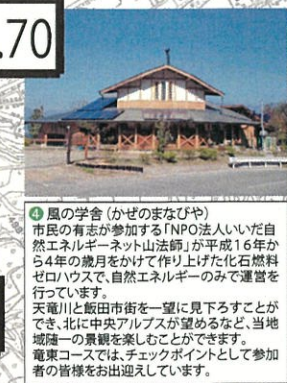 .70
④ 風の学舎（かぜのまなびや）
市民の有志が参加する「NPO法人いいだ自
然エネルギーネット山法師」が平成16年か
ら4年の歳月をかけて作り上げた化石燃料
ゼロハウスで、自然エネルギーのみで運営を
行っています。
天竜川と飯田市街を一望に見下ろすことが
でき、北に中央アルプスが望めるなど、当地
域随一の景観を楽しむことができます。
竜東コースでは、チェックポイントとして参加
者の皆様をお出迎えしています。